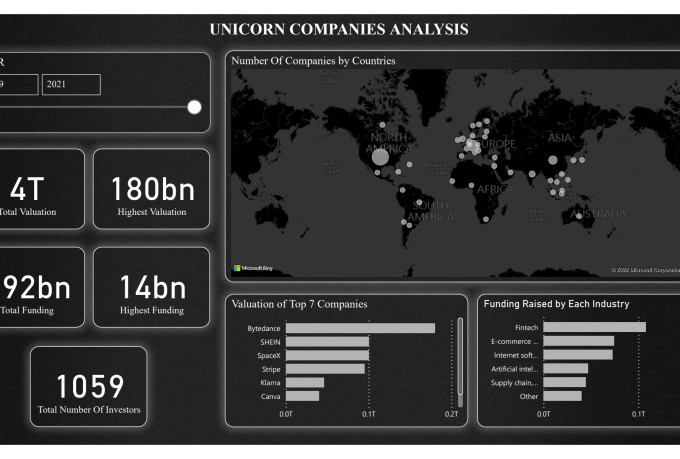 UNICORN COMPANIES ANALYSIS
R
9
2021
4T
Total Valuation
180bn
Highest Valuation
92bn
Total Funding
14bn
Highest Funding
1059
Total Number Of Investors
Number Of Companies by Countries
NORTH
AMERICA
EUROPE
ASIA
AFRICA
SOUTH
AMERICA
AUSTRALIA
Microsoft Bing
© 2022 Microsoft Corporation
Valuation of Top 7 Companies
Bytedance
SHEIN
SpaceX
Stripe
Klarna
Canva
0.0T
0.1T
0.2T
Funding Raised by Each Industry
Fintech
E-commerce ...
Internet soft...
Artificial intel...
Supply chain,...
Other
0.0T
0.1T